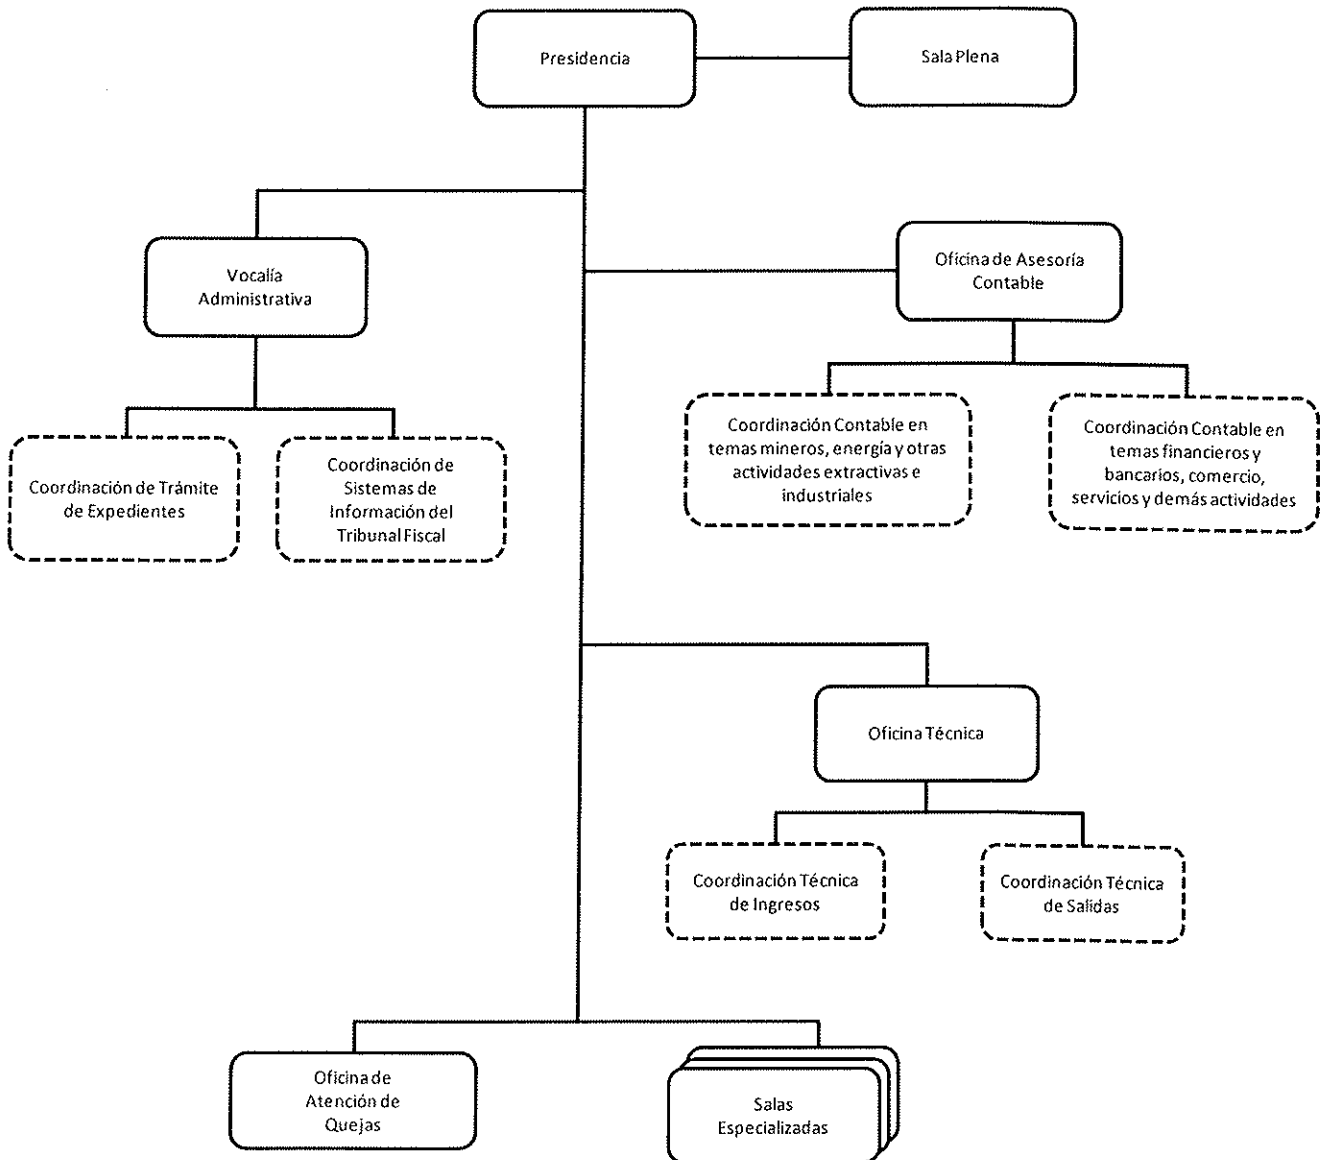 Presidencia
Sala Plena
Vocalía
Administrativa
Oficina de Asesoría
Contable
Coordinación de Trámite
de Expedientes
Coordinación de
Sistemas de
Información del
Tribunal Fiscal
Coordinación Contable en
temas mineros, energía y otras
actividades extractivas e
industriales
Coordinación Contable en
temas financieros y
bancarios, comercio,
servicios y demás actividades
Oficina Técnica
Coordinación Técnica
de Ingresos
Coordinación Técnica
de Salidas
Oficina de
Atención de
Quejas
Salas
Especializadas